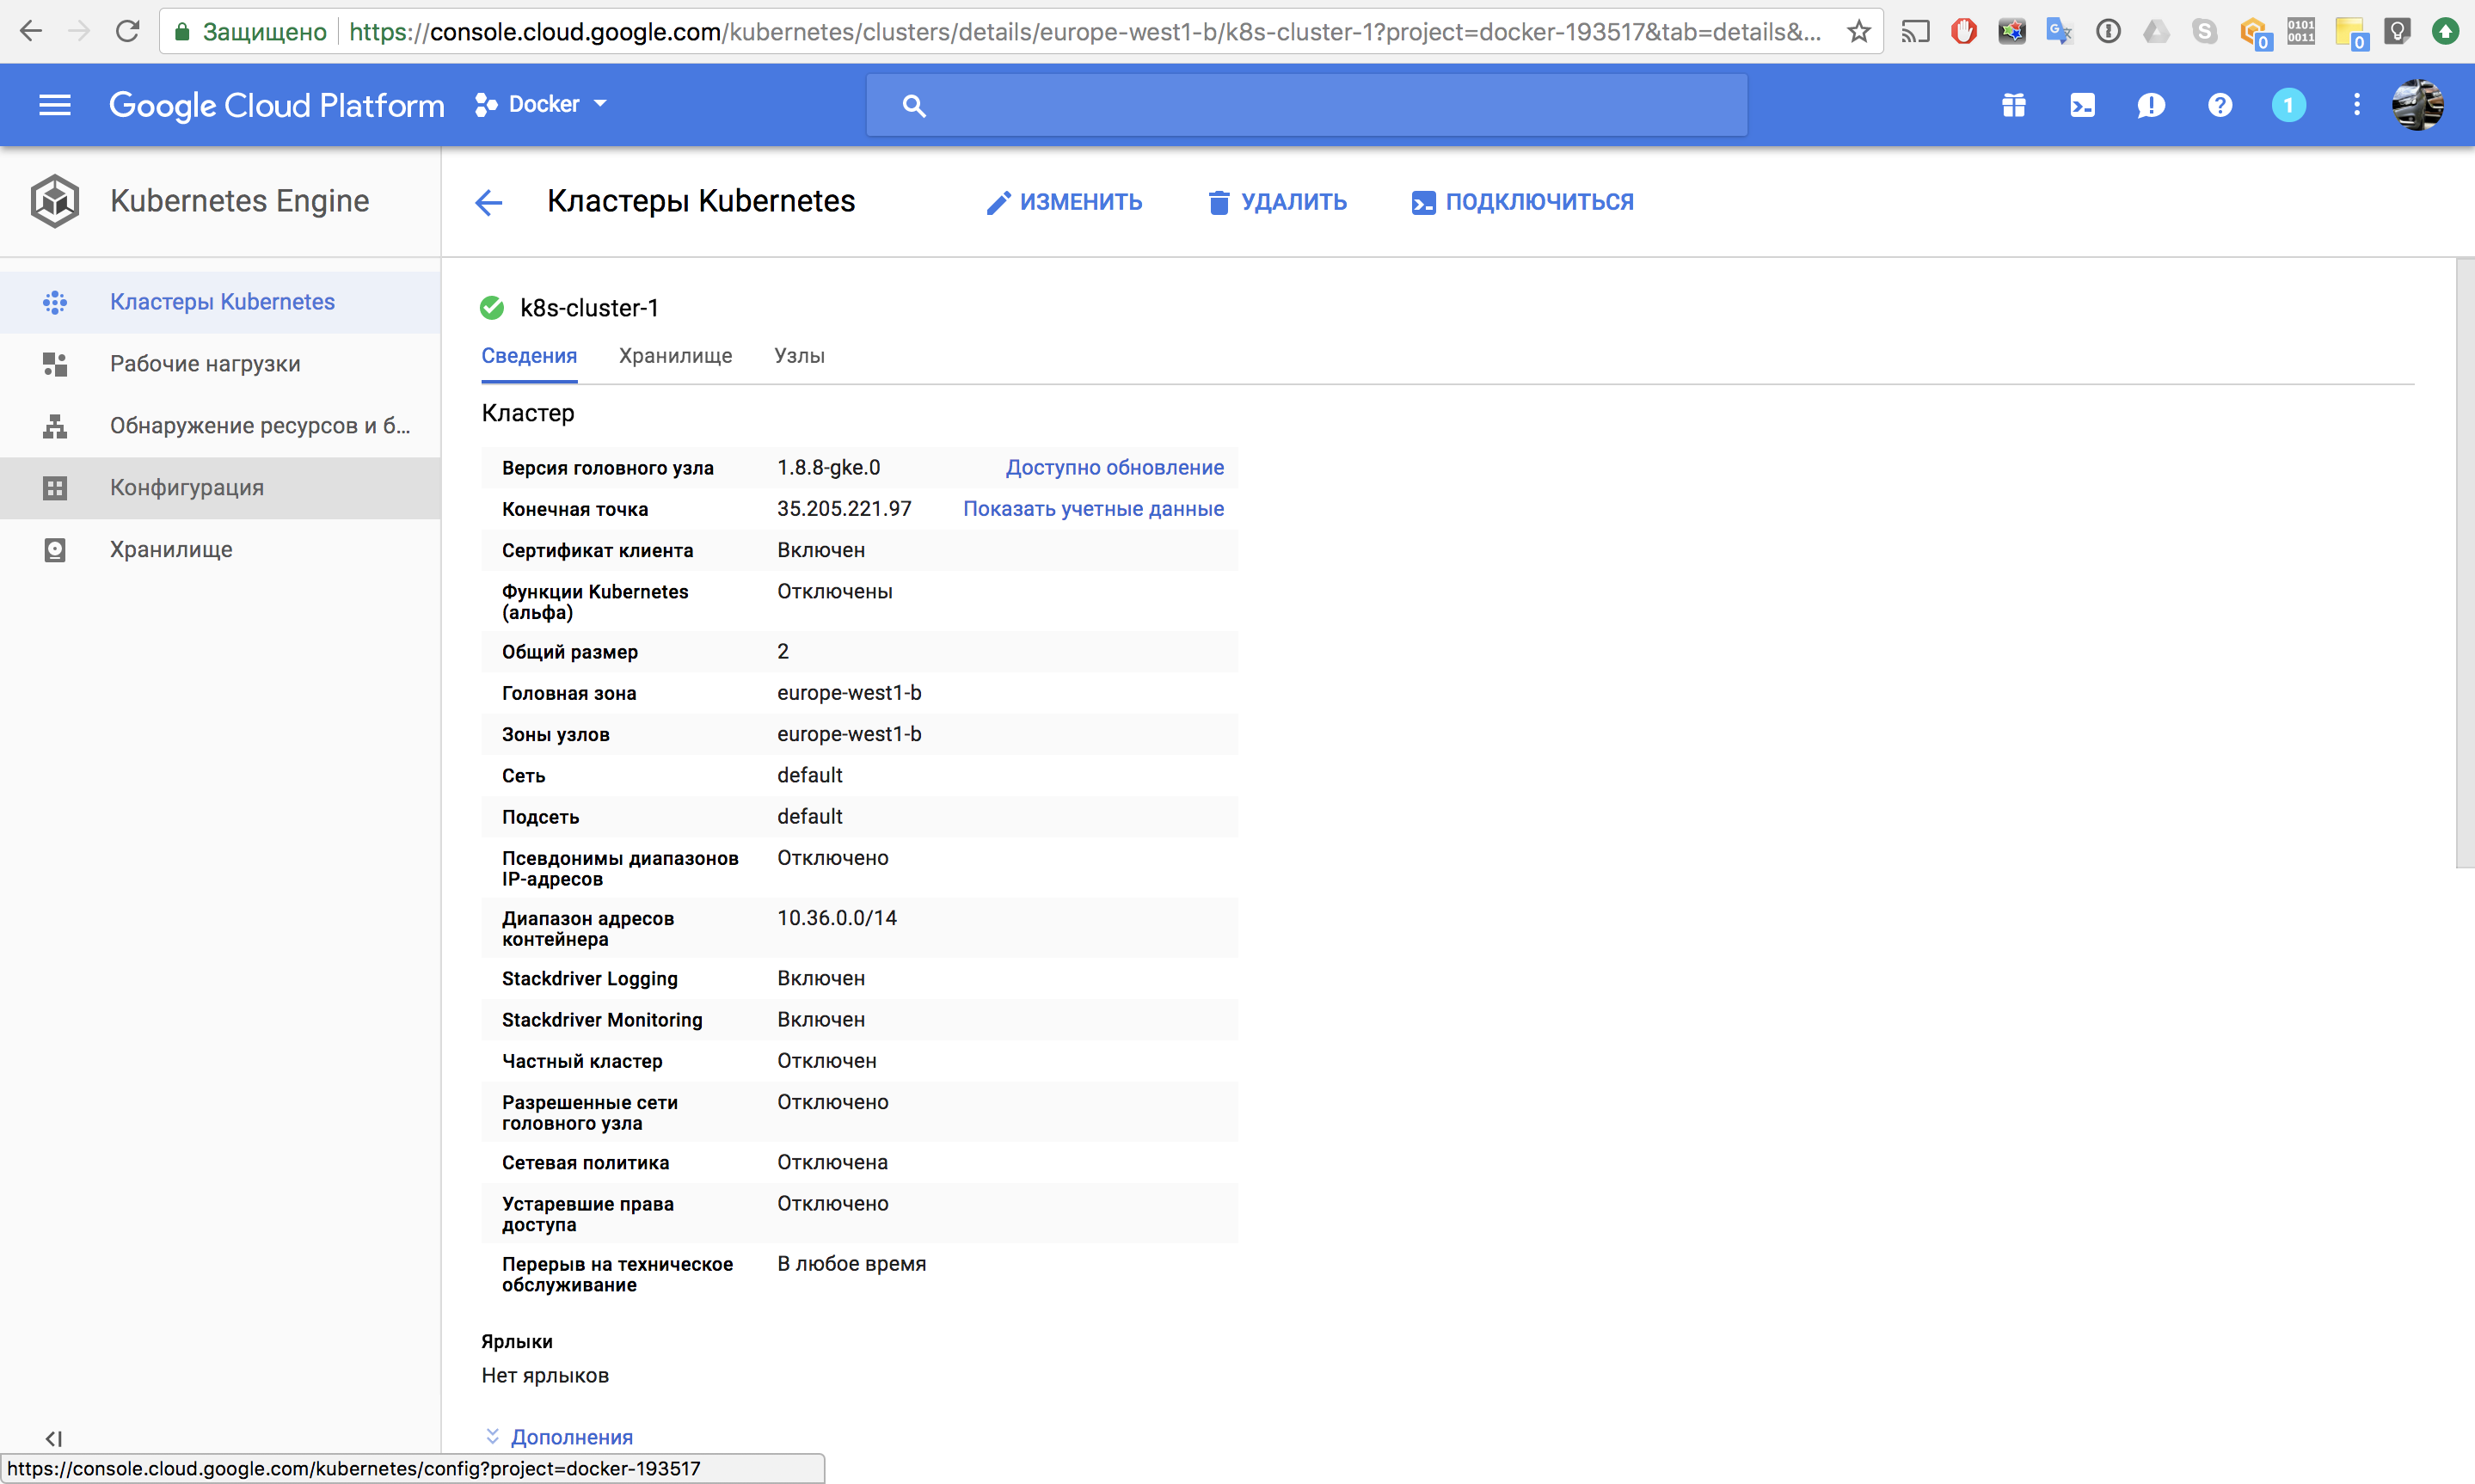 Защищено https://console.cloud.google.com/kubernetes/clusters/details/europe-west1-b/k8s-cluster-1?project=docker-193517&tab=details&...
0 0101 0011 0
Google Cloud Platform Docker 1
Kubernetes Engine
Кластеры Kubernetes ИЗМЕНИТЬ УДАЛИТЬ ПОДКЛЮЧИТЬСЯ
Кластеры Kubernetes
Рабочие нагрузки
Обнаружение ресурсов и б...
Конфигурация
Хранилище
k8s-cluster-1
Сведения Хранилище Узлы
Кластер
Версия головного узла 1.8.8-gke.0 Доступно обновление
Конечная точка 35.205.221.97 Показать учетные данные
Сертификат клиента Включен
Функции Kubernetes Отключены
(альфа)
Общий размер 2
Головная зона europe-west1-b
Зоны узлов europe-west1-b
Сеть default
Подсеть default
Псевдонимы диапазонов Отключено
IP-адресов
Диапазон адресов 10.36.0.0/14
контейнера
Stackdriver Logging Включен
Stackdriver Monitoring Включен
Частный кластер Отключен
Разрешенные сети Отключено
головного узла
Сетевая политика Отключена
Устаревшие права Отключено
доступа
Перерыв на техническое В любое время
обслуживание
Ярлыки
Нет ярлыков
Дополнения
https://console.cloud.google.com/kubernetes/config?project=docker-193517